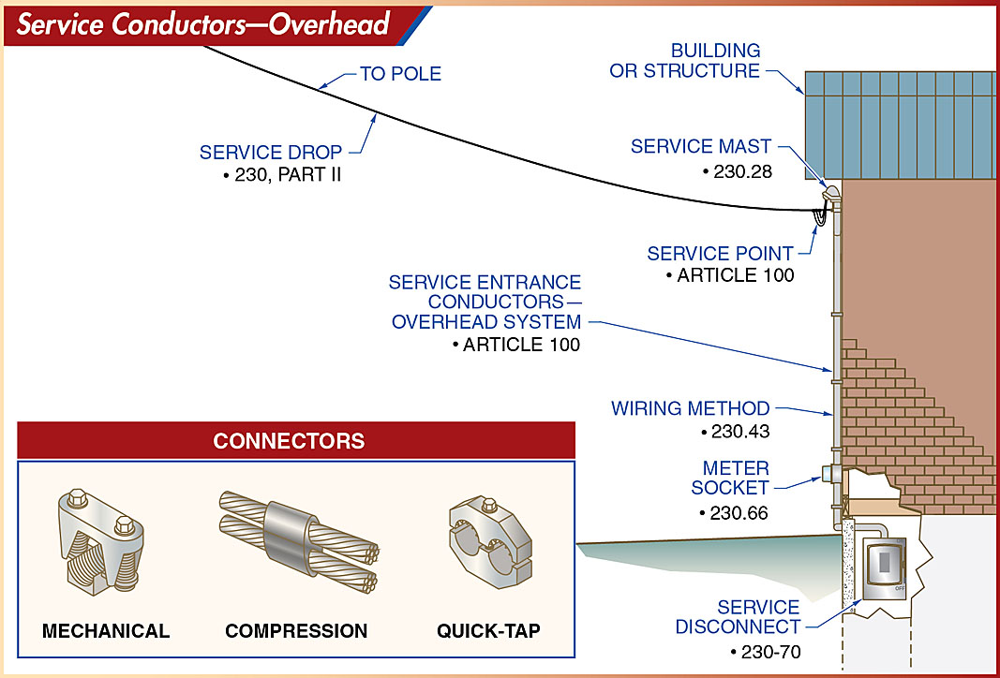 Service Conductors—Overhead
TO POLE
BUILDING
OR STRUCTURE
SERVICE DROP
• 230, PART II
SERVICE MAST
• 230.28
SERVICE POINT
• ARTICLE 100
SERVICE ENTRANCE
CONDUCTORS—
OVERHEAD SYSTEM
• ARTICLE 100
WIRING METHOD
• 230.43
METER
SOCKET
• 230.66
OFF
SERVICE
DISCONNECT
• 230-70
CONNECTORS
MECHANICAL
COMPRESSION
QUICK-TAP